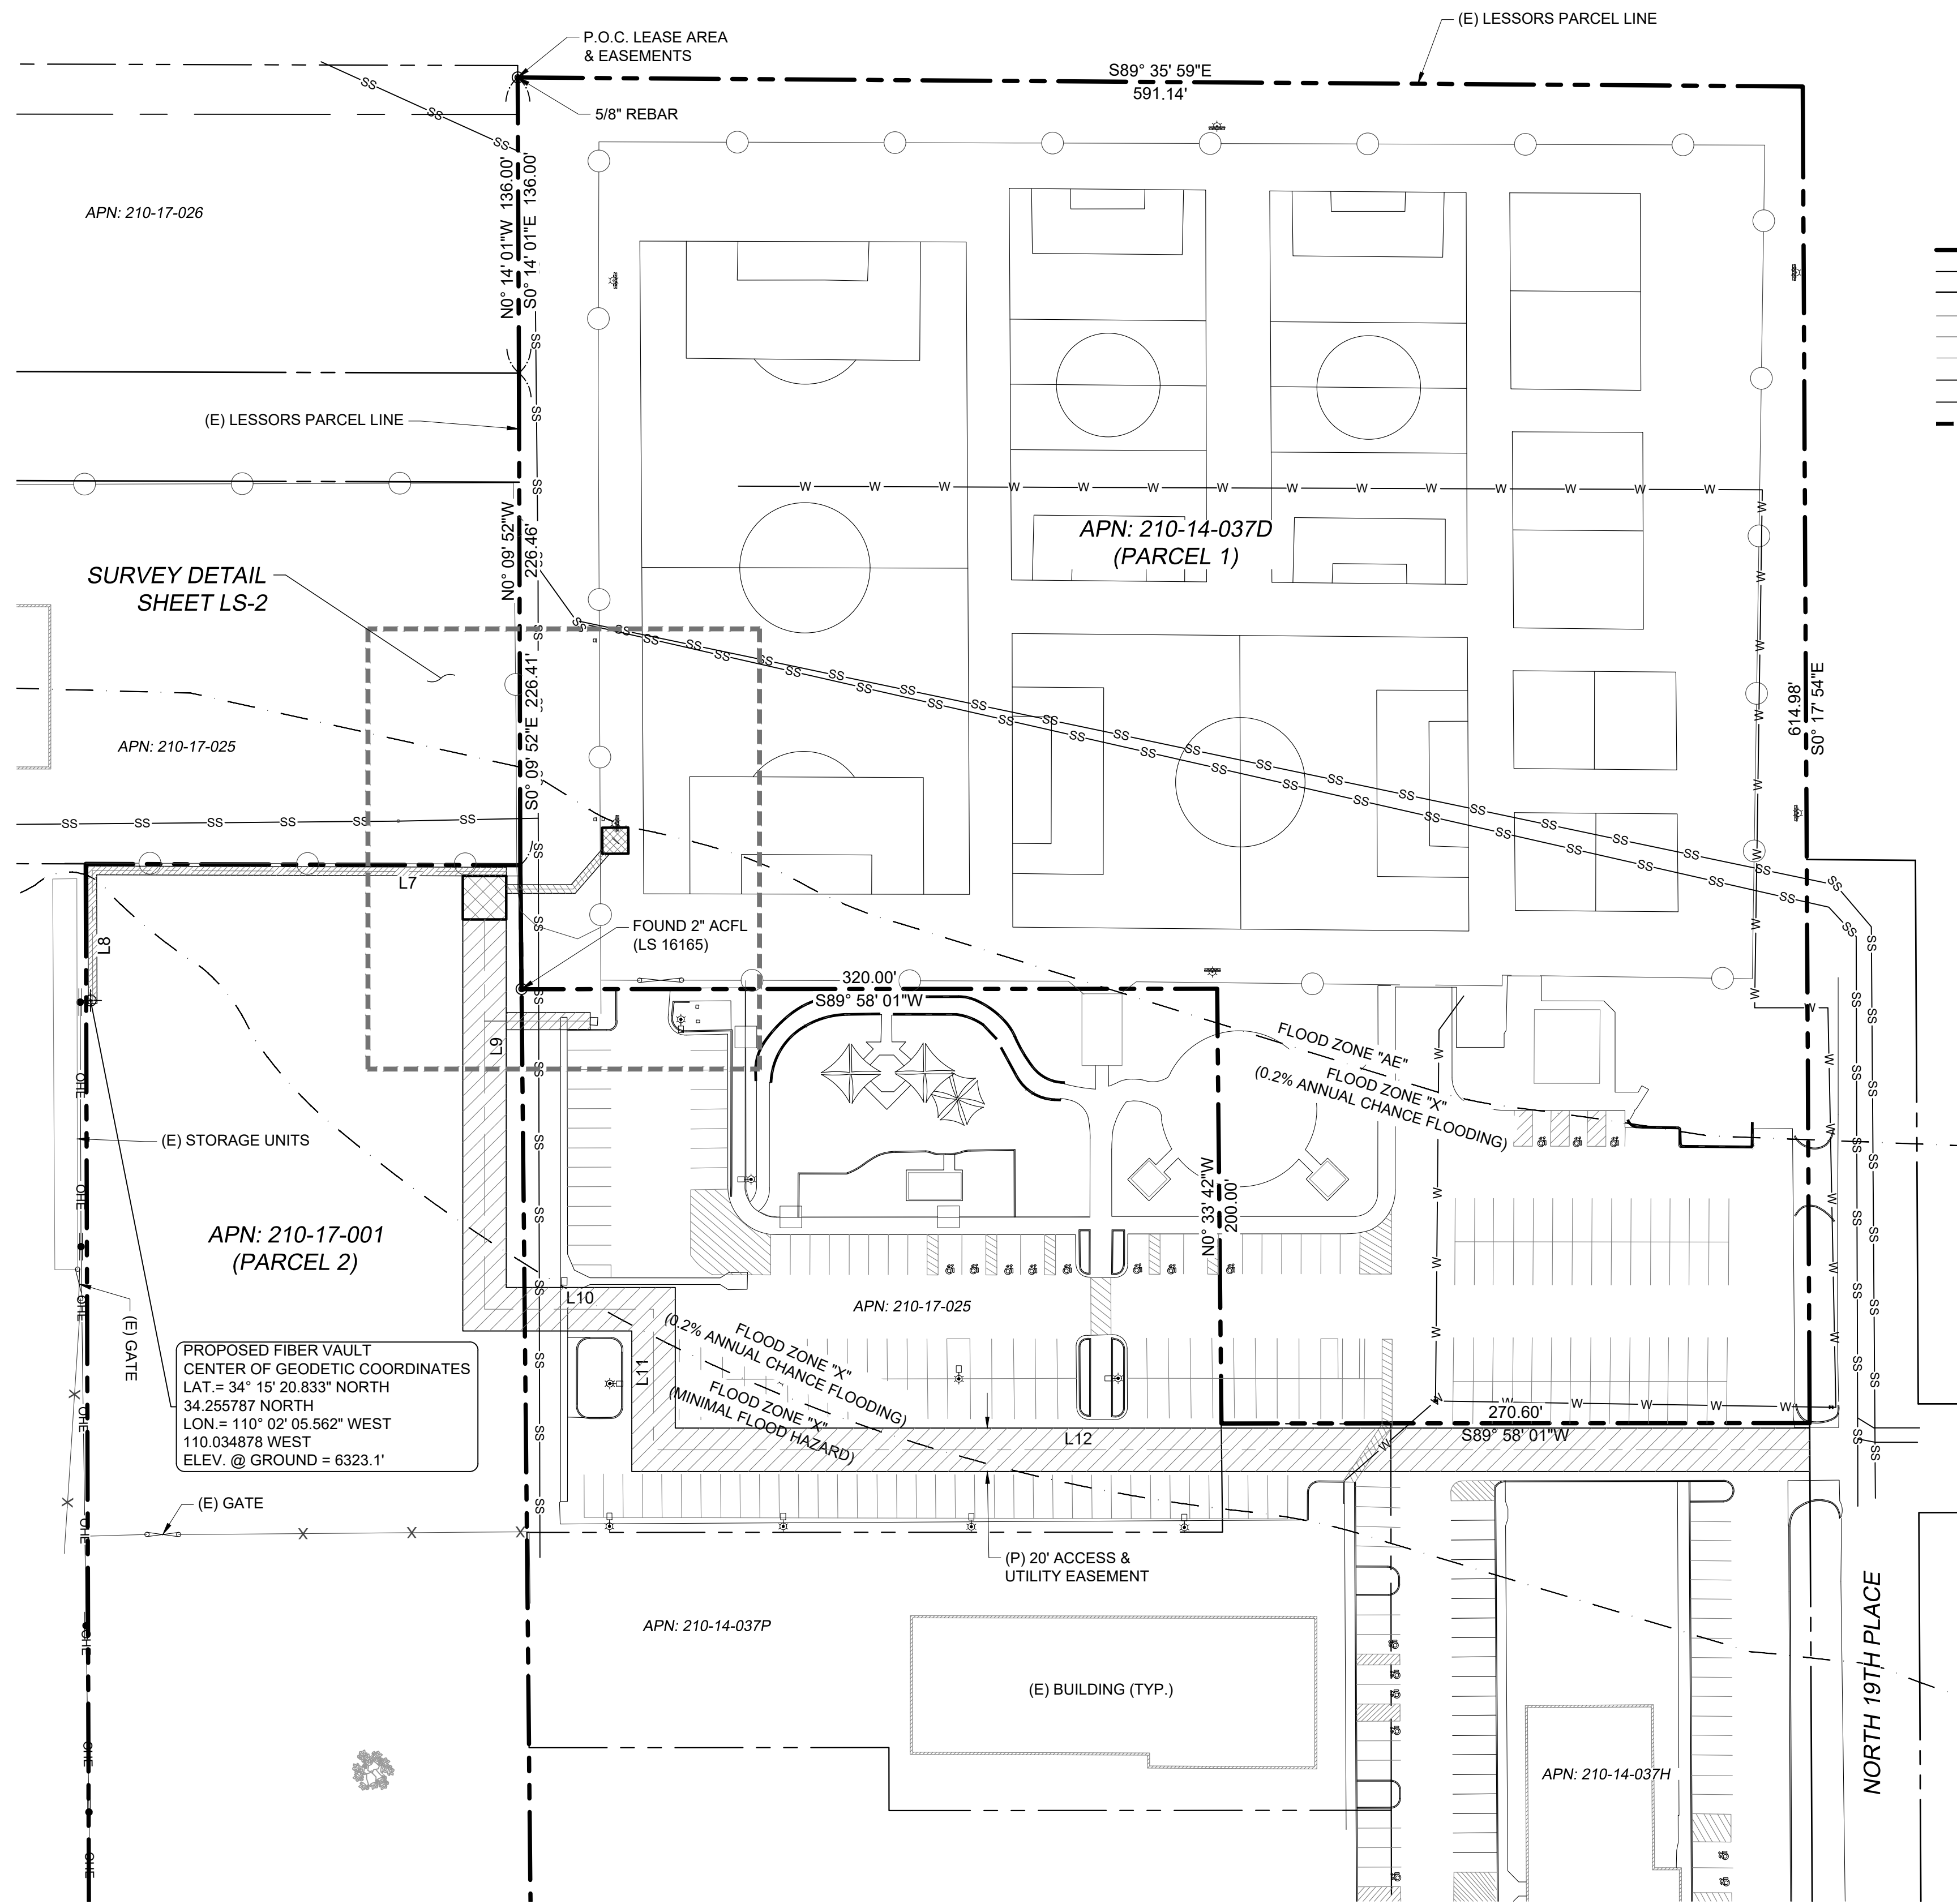 (E) LESSORS PARCEL LINE
P.O.C. LEASE AREA
& EASEMENTS
S89° 35' 59"E
591.14'
5/8" REBAR
N0° 14' 01"W 136.00'
S0° 14' 01"E 136.00'
APN: 210-17-026
(E) LESSORS PARCEL LINE
N0° 09' 52"W
226.46'
APN: 210-14-037D
(PARCEL 1)
SURVEY DETAIL
SHEET LS-2
S0° 09' 52"E 226.41'
614.98'
S0° 17' 54"E
APN: 210-17-025
L7
L8
FOUND 2" ACFL
(LS 16165)
320.00'
S89° 58' 01"W
L9
FLOOD ZONE "AE"
FLOOD ZONE "X"
(0.2% ANNUAL CHANCE FLOODING)
(E) STORAGE UNITS
N0° 33' 42"W
200.00'
APN: 210-17-001
(PARCEL 2)
L10
APN: 210-17-025
(E) GATE
FLOOD ZONE "X"
(0.2% ANNUAL CHANCE FLOODING)
FLOOD ZONE "X"
(MINIMAL FLOOD HAZARD)
L11
PROPOSED FIBER VAULT
CENTER OF GEODETIC COORDINATES
LAT.= 34° 15' 20.833" NORTH
34.255787 NORTH
LON.= 110° 02' 05.562" WEST
110.034878 WEST
ELEV. @ GROUND = 6323.1'
270.60'
S89° 58' 01"W
L12
(E) GATE
(P) 20' ACCESS &
UTILITY EASEMENT
APN: 210-14-037P
(E) BUILDING (TYP.)
NORTH 19TH PLACE
APN: 210-14-037H